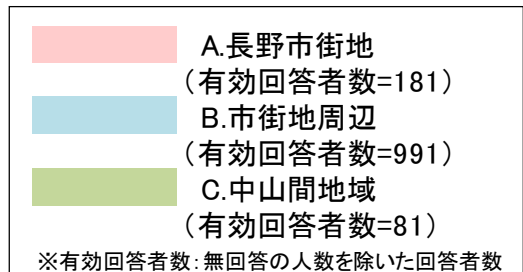 A.長野市街地
（有効回答者数=181）
B.市街地周辺
（有効回答者数=991）
C.中山間地域
（有効回答者数=81）
※有効回答者数：無回答の人数を除いた回答者数